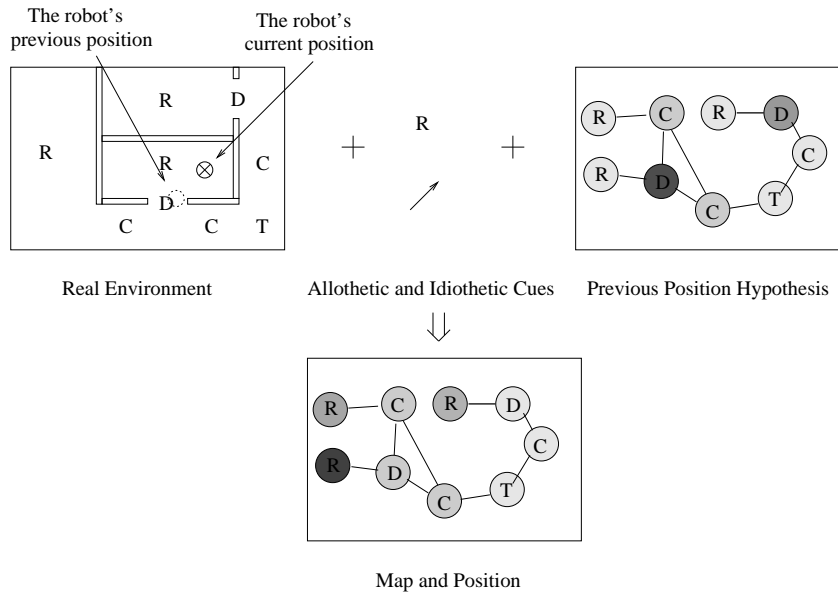 The robot's
previous position
The robot's
current position
R
D
R
R
C
D
C
C
T
Real Environment
+
R
Allothetic and Idiothetic Cues
+
R
C
R
D
R
D
C
C
T
Previous Position Hypothesis
R
C
R
D
R
D
C
C
T
Map and Position